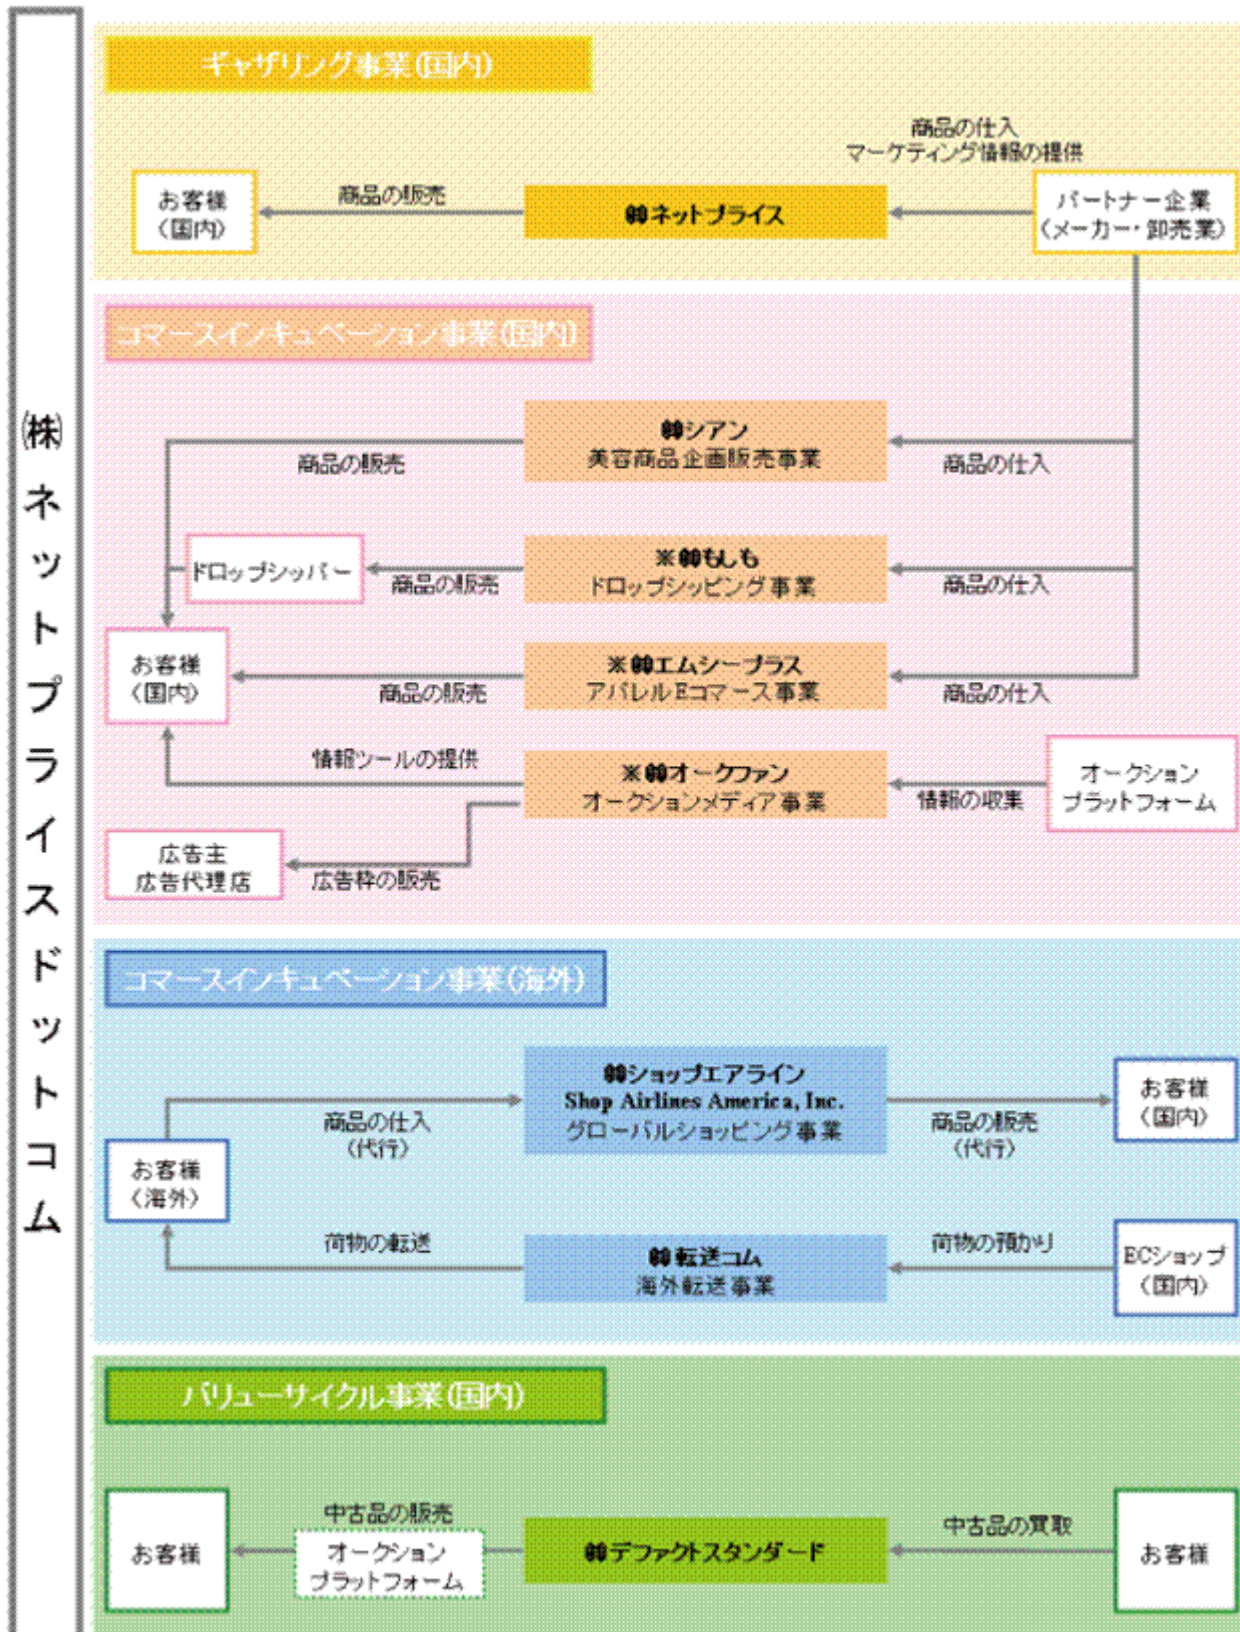 ㈱ネットプライスドットコム
ギャザリング事業(国内)
商品の仕入
マーケティング情報の提供
お客様
(国内)
商品の販売
㈱ネットプライス
パートナー企業
(メーカー・卸売業)
コマースインキュベーション事業(国内)
㈱シアン
美容商品企画販売事業
商品の販売
商品の仕入
ドロップシッパー
商品の販売
※㈱もしも
ドロップシッピング事業
商品の仕入
お客様
(国内)
商品の販売
※㈱エムシープラス
アパレルEコマース事業
商品の仕入
情報ツールの提供
※㈱オークファン
オークションメディア事業
情報の収集
オークション
プラットフォーム
広告主
広告代理店
広告枠の販売
コマースインキュベーション事業(海外)
商品の仕入
(代行)
㈱ショップエアライン
Shop Airlines America, Inc.
グローバルショッピング事業
商品の販売
(代行)
お客様
(国内)
お客様
(海外)
荷物の転送
㈱転送コム
海外転送事業
荷物の預かり
ECショップ
(国内)
バリューサイクル事業(国内)
お客様
中古品の販売
オークション
プラットフォーム
㈱デファクトスタンダード
中古品の買取
お客様